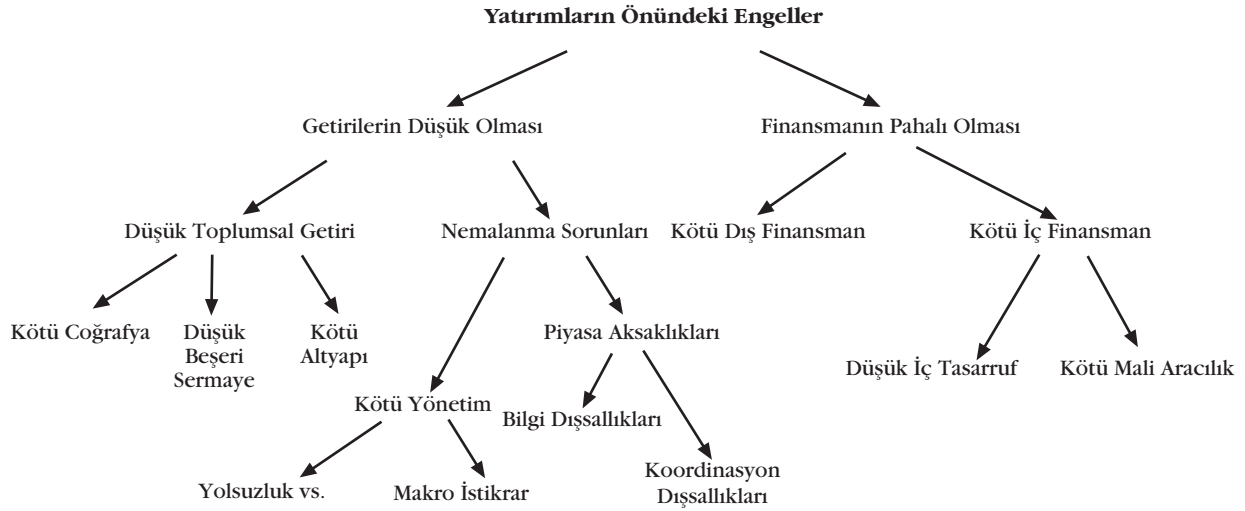 Yatırımların Önündeki Engeller
Getirilerin Düşük Olması
Finansmanın Pahalı Olması
Düşük Toplumsal Getiri
Nemalanma Sorunları
Kötü Dış Finansman
Kötü İç Finansman
Kötü Coğrafya
Düşük
Beşeri
Sermaye
Kötü
Altyapı
Piyasa Aksaklıkları
Düşük İç Tasarruf
Kötü Mali Aracılık
Kötü Yönetim
Bilgi Dışsallıkları
Yolsuzluk vs.
Makro İstikrar
Koordinasyon
Dışsallıkları